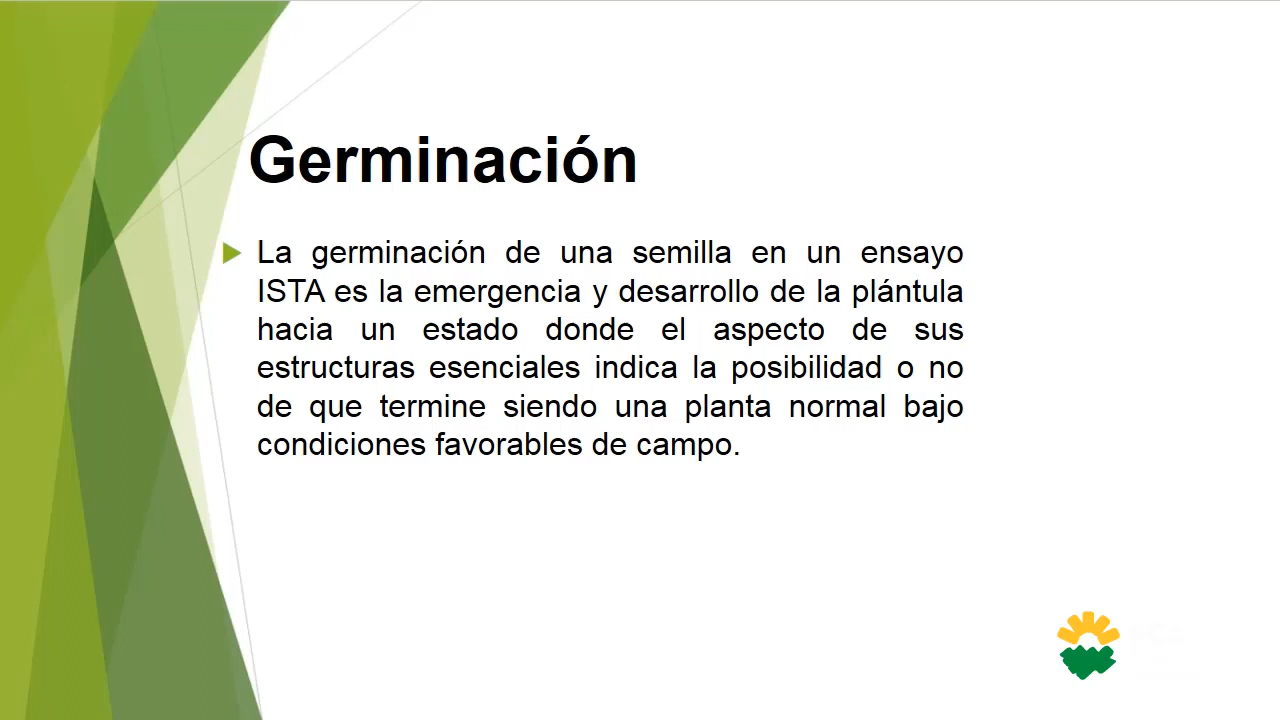 Germinación
La germinación de una semilla en un ensayo
ISTA es la emergencia y desarrollo de la plántula
hacia un estado donde el aspecto de sus
estructuras esenciales indica la posibilidad o no
de que termine siendo una planta normal bajo
condiciones favorables de campo.